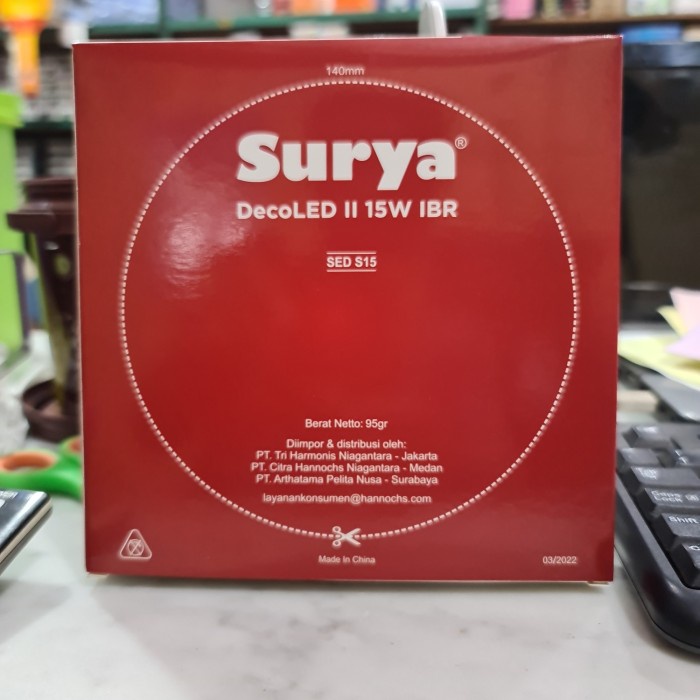 140mm
Surya®
DecoLED II 15W IBR
SED S15
Berat Netto: 95gr
Diimpor & distribusi oleh:
PT. Tri Harmonis Niagantara - Jakarta
PT. Citra Hannochs Niagantara - Medan
PT. Arthatama Pelita Nusa - Surabaya
layanankonsumen@hannochs.com
Made In China
03/2022
Shift